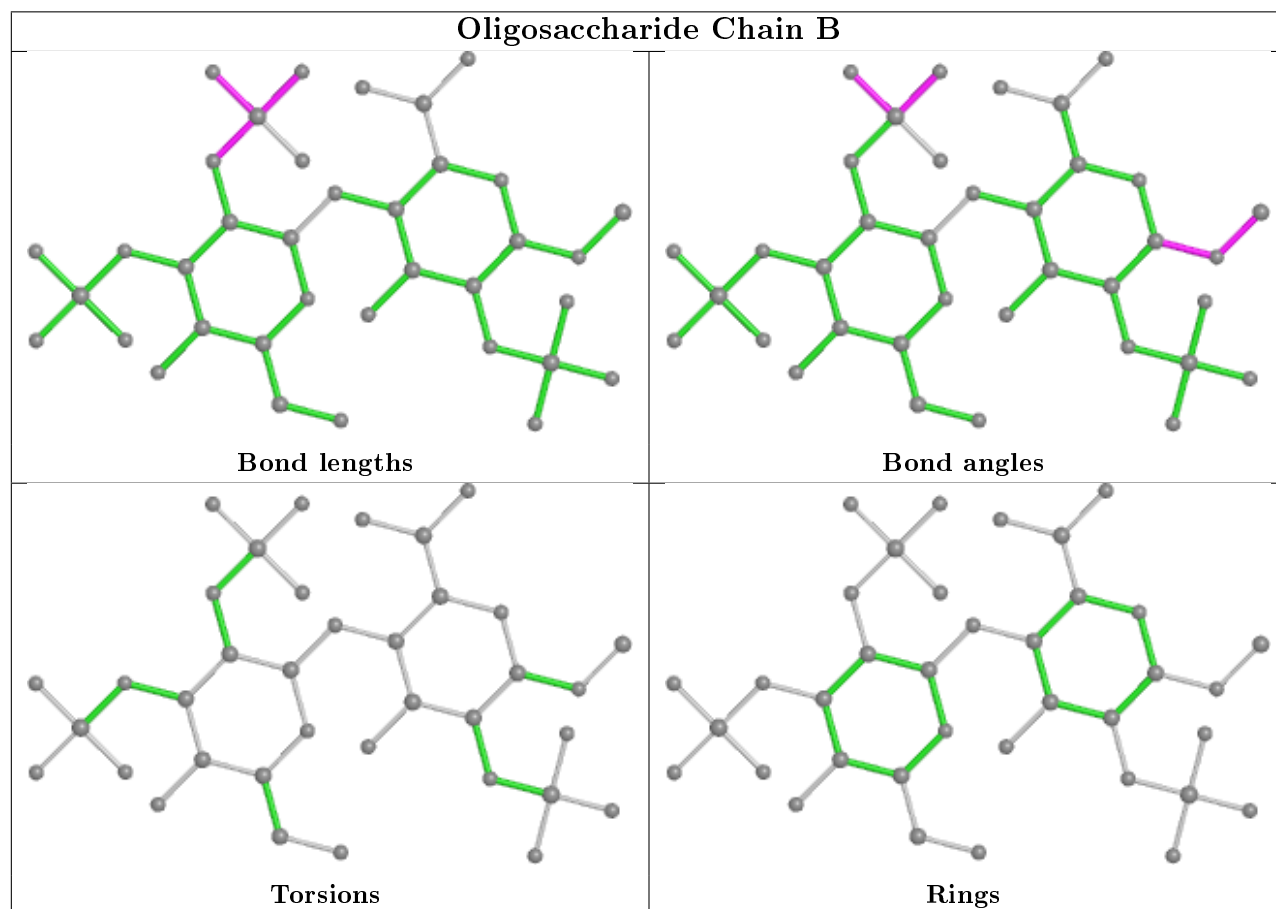 Oligosaccharide Chain B
Bond lengths
Bond angles
Torsions
Rings